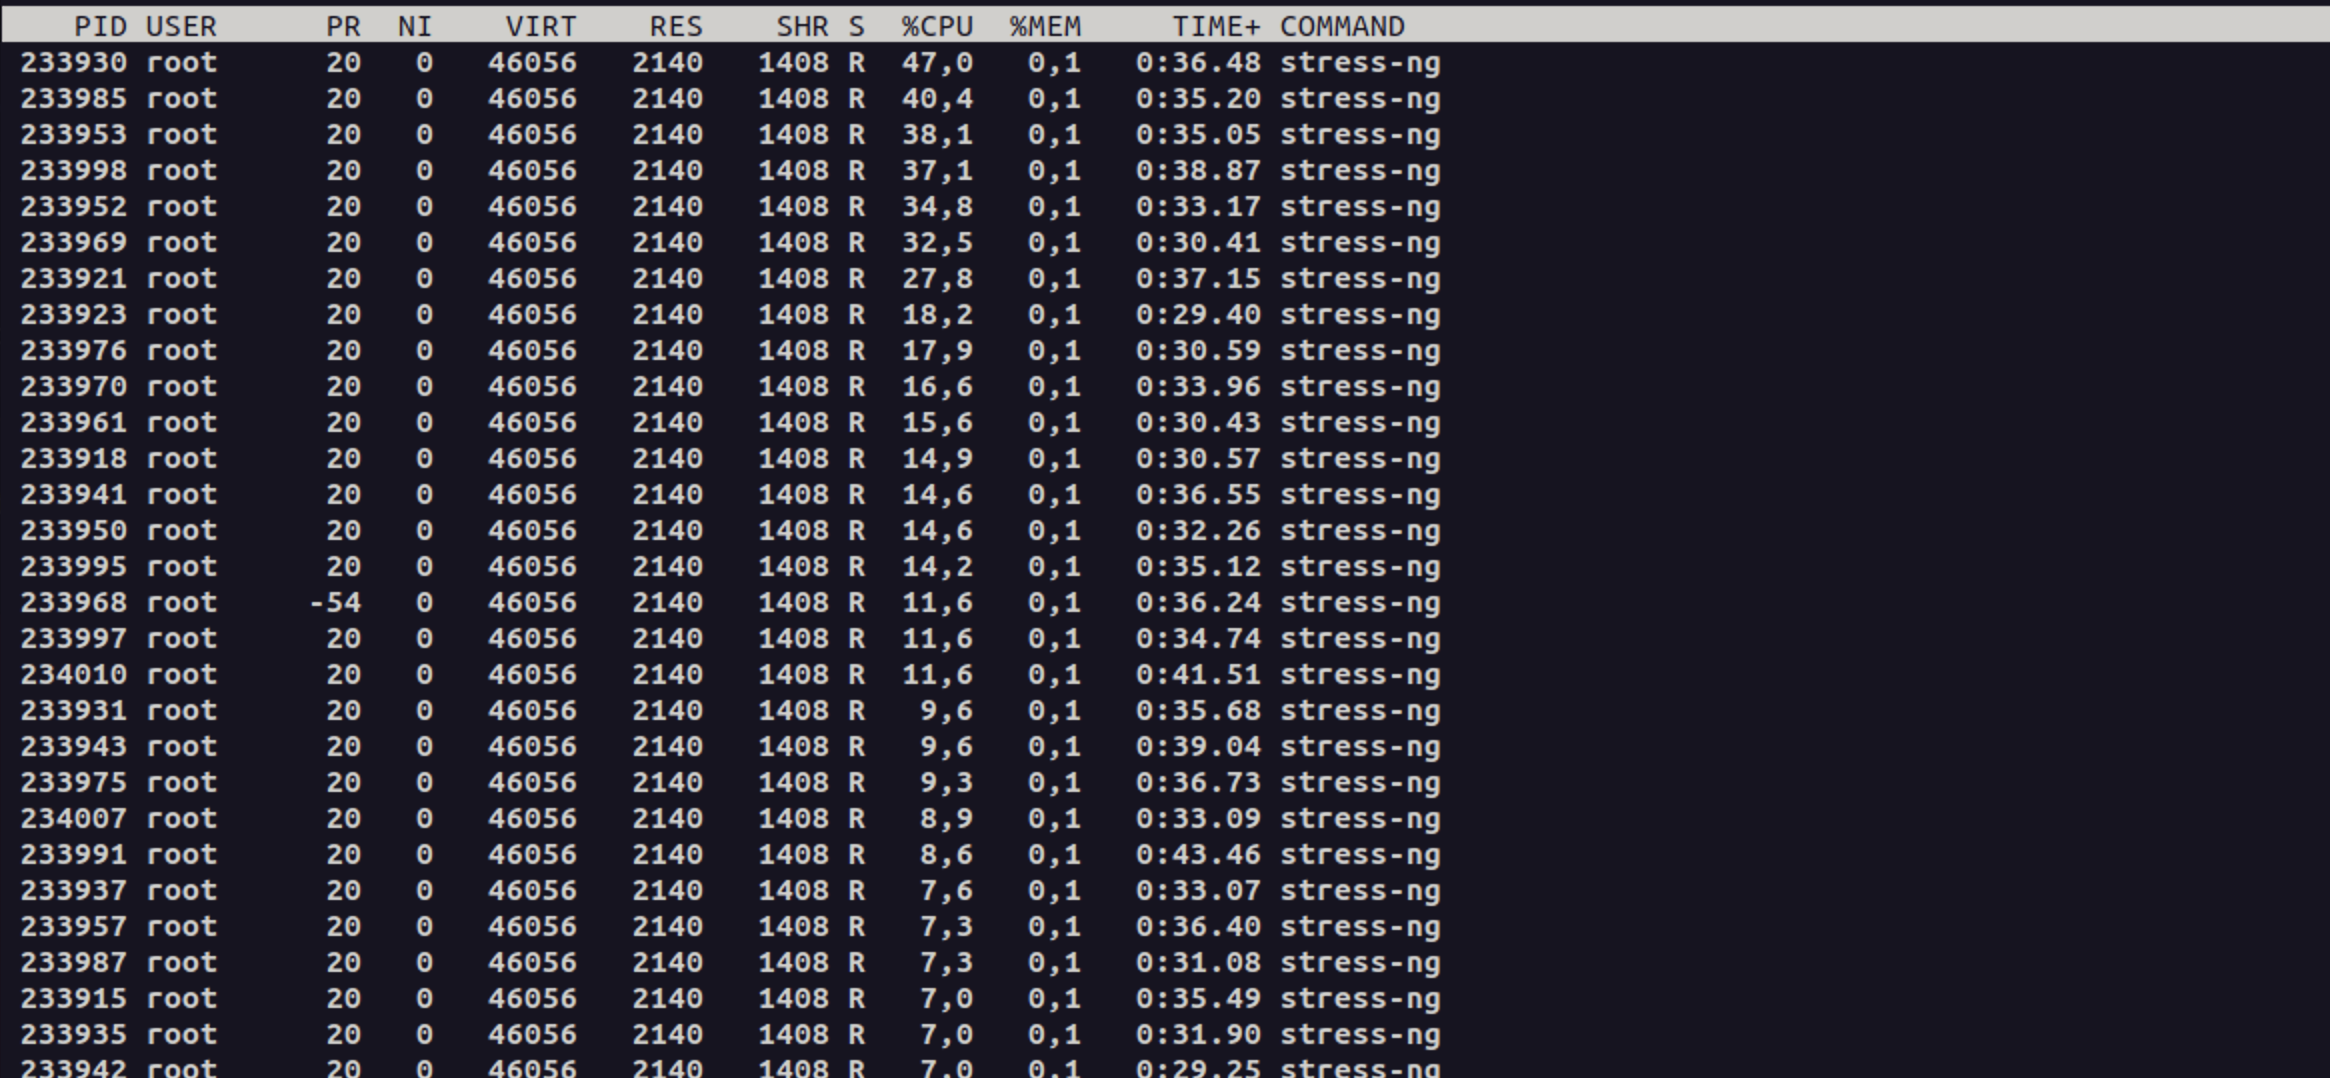 PID USER PR NI VIRT RES SHR S %CPU %MEM TIME+ COMMAND
233930 root 20 0 46056 2140 1408 R 47,0 0,1 0:36.48 stress-ng
233985 root 20 0 46056 2140 1408 R 40,4 0,1 0:35.20 stress-ng
233953 root 20 0 46056 2140 1408 R 38,1 0,1 0:35.05 stress-ng
233998 root 20 0 46056 2140 1408 R 37,1 0,1 0:38.87 stress-ng
233952 root 20 0 46056 2140 1408 R 34,8 0,1 0:33.17 stress-ng
233969 root 20 0 46056 2140 1408 R 32,5 0,1 0:30.41 stress-ng
233921 root 20 0 46056 2140 1408 R 27,8 0,1 0:37.15 stress-ng
233923 root 20 0 46056 2140 1408 R 18,2 0,1 0:29.40 stress-ng
233976 root 20 0 46056 2140 1408 R 17,9 0,1 0:30.59 stress-ng
233970 root 20 0 46056 2140 1408 R 16,6 0,1 0:33.96 stress-ng
233961 root 20 0 46056 2140 1408 R 15,6 0,1 0:30.43 stress-ng
233918 root 20 0 46056 2140 1408 R 14,9 0,1 0:30.57 stress-ng
233941 root 20 0 46056 2140 1408 R 14,6 0,1 0:36.55 stress-ng
233950 root 20 0 46056 2140 1408 R 14,6 0,1 0:32.26 stress-ng
233995 root 20 0 46056 2140 1408 R 14,2 0,1 0:35.12 stress-ng
233968 root -54 0 46056 2140 1408 R 11,6 0,1 0:36.24 stress-ng
233997 root 20 0 46056 2140 1408 R 11,6 0,1 0:34.74 stress-ng
234010 root 20 0 46056 2140 1408 R 11,6 0,1 0:41.51 stress-ng
233931 root 20 0 46056 2140 1408 R 9,6 0,1 0:35.68 stress-ng
233943 root 20 0 46056 2140 1408 R 9,6 0,1 0:39.04 stress-ng
233975 root 20 0 46056 2140 1408 R 9,3 0,1 0:36.73 stress-ng
234007 root 20 0 46056 2140 1408 R 8,9 0,1 0:33.09 stress-ng
233991 root 20 0 46056 2140 1408 R 8,6 0,1 0:43.46 stress-ng
233937 root 20 0 46056 2140 1408 R 7,6 0,1 0:33.07 stress-ng
233957 root 20 0 46056 2140 1408 R 7,3 0,1 0:36.40 stress-ng
233987 root 20 0 46056 2140 1408 R 7,3 0,1 0:31.08 stress-ng
233915 root 20 0 46056 2140 1408 R 7,0 0,1 0:35.49 stress-ng
233935 root 20 0 46056 2140 1408 R 7,0 0,1 0:31.90 stress-ng
233942 root 20 0 46056 2140 1408 R 7,0 0,1 0:29.25 stress-ng